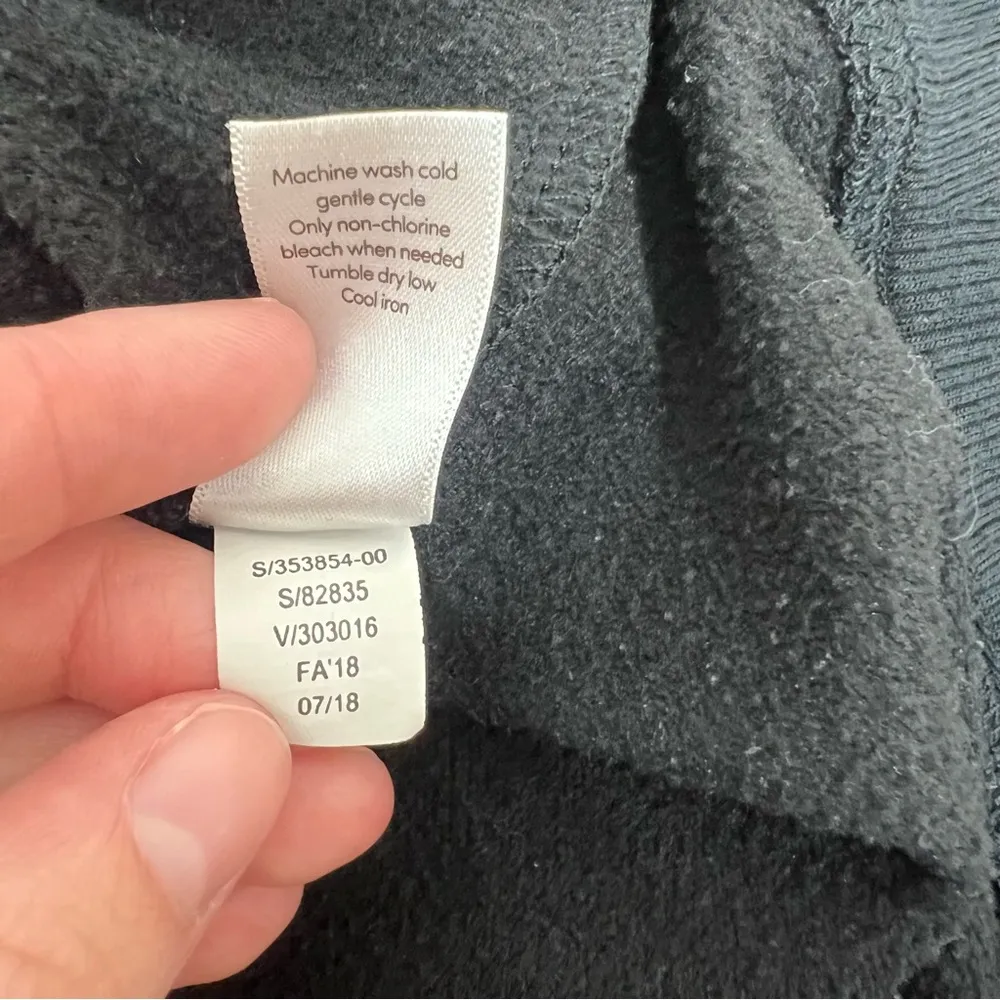 Machine wash cold
gentle cycle
Only non-chlorine
bleach when needed
Tumble dry low
Cool iron
S/353854-00
S/82835
V/303016
FA'18
07/18